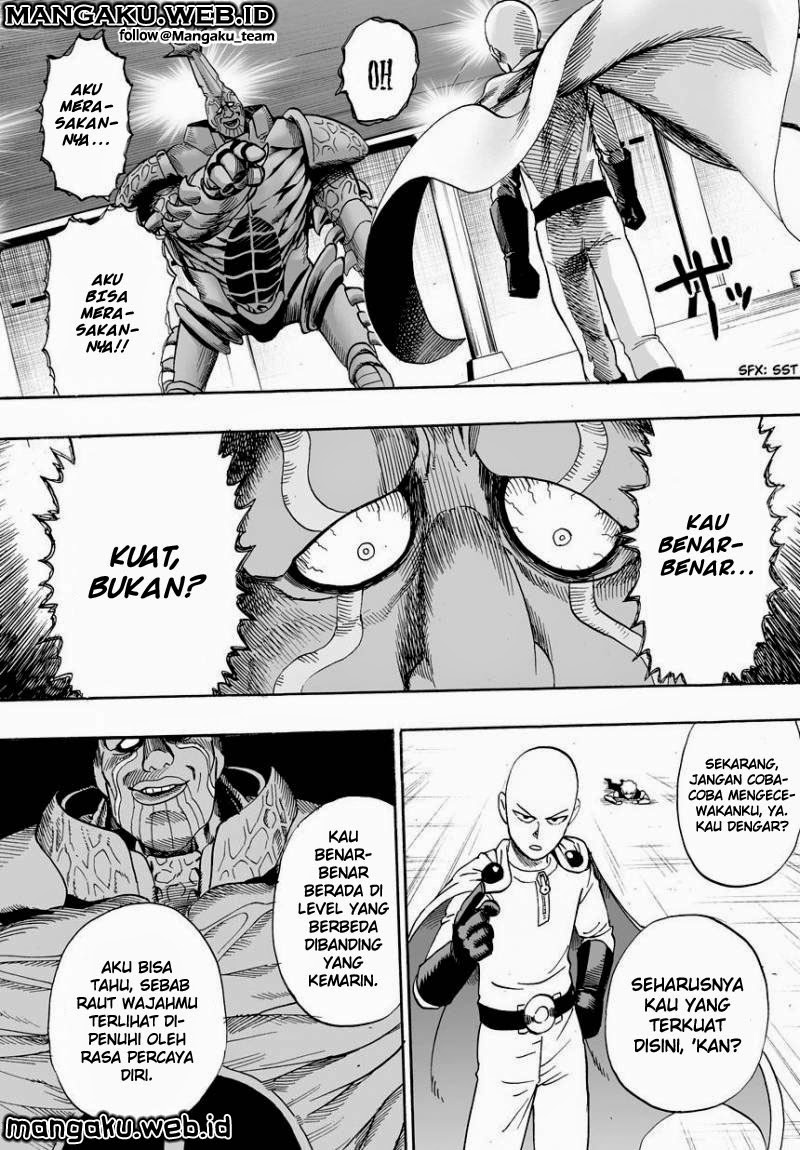 MANGAKU.WEB.ID
follow @Mangaku_team
OH
AKU
MERA-
SAKAN-
NYA...
AKU
BISA
MERA-
SAKAN-
NYA!!
SFX: SST
KAU
BENAR-
BENAR...
KUAT,
BUKAN?
SEKARANG,
JANGAN COBA-
COBA MENGECE-
WAKANKU, YA.
KAU DENGAR?
SEHARUSNYA
KAU YANG
TERKUAT
DISINI, 'KAN?
KAU
BENAR-
BENAR
BERADA DI
LEVEL YANG
BERBEDA
DIBANDING
YANG
KEMARIN.
AKU BISA
TAHU, SEBAB
RAUT WAJAHMU
TERLIHAT DI-
PENUHI OLEH
RASA PERCAYA
DIRI.
mangaku.web.id